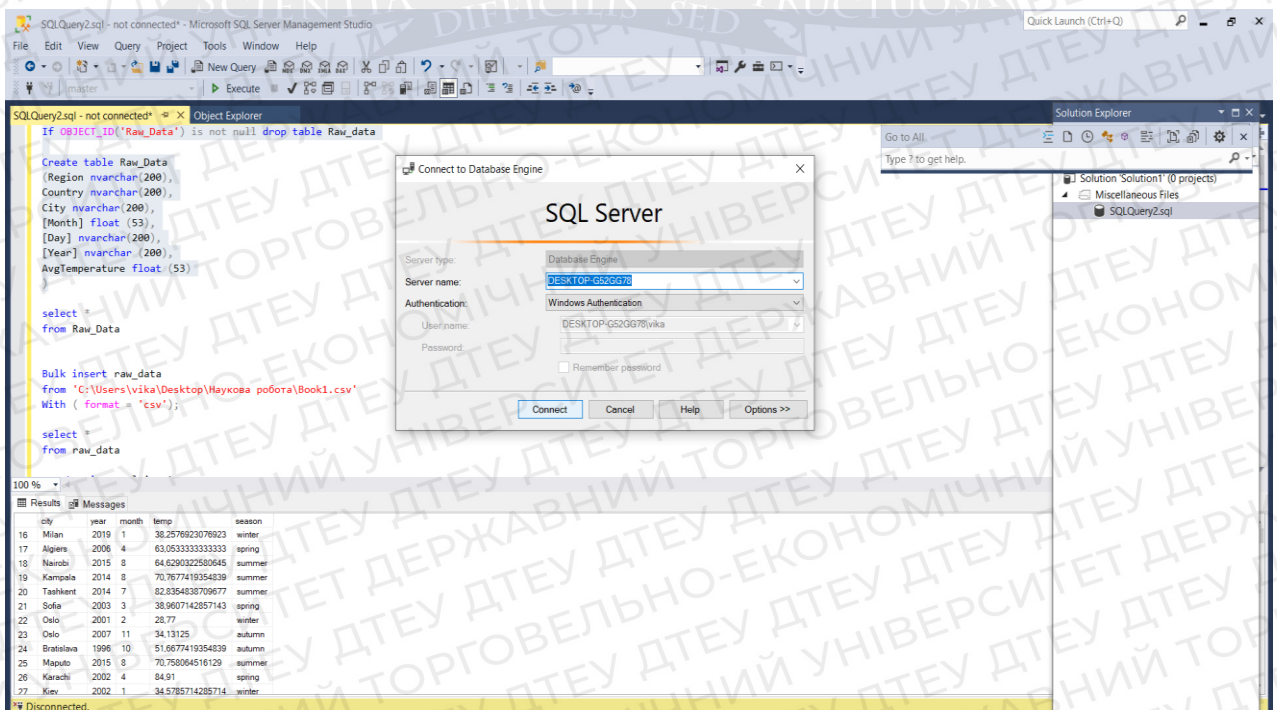 SQLQuery2.sql - not connected* - Microsoft SQL Server Management Studio
Quick Launch (Ctrl+Q)
File Edit View Query Project Tools Window Help
New Query
master
Execute
SQLQuery2.sql - not connected*
Object Explorer
Solution Explorer
If OBJECT_ID('Raw_Data') is not null drop table Raw_data
Create table Raw_Data
(Region nvarchar(200),
Country nvarchar(200),
City nvarchar(200),
[Month] float (53),
[Day] nvarchar(200),
[Year] nvarchar (200),
AvgTemperature float (53)
)
select *
from Raw_Data
Bulk insert raw_data
from 'C:\Users\vika\Desktop\Наукова робота\Book1.csv'
With ( format = 'csv');
select *
from raw_data
Go to All
Type ? to get help.
Solution 'Solution1' (0 projects)
Miscellaneous Files
SQLQuery2.sql
Connect to Database Engine
SQL Server
Server type: Database Engine
Server name: DESKTOP-G52GG78
Authentication: Windows Authentication
User name: DESKTOP-G52GG78\vika
Password:
Remember password
Connect Cancel Help Options >>
100 %
Results Messages
city year month temp season
16 Milan 2019 1 38,2576923076923 winter
17 Algiers 2006 4 63,0533333333333 spring
18 Nairobi 2015 8 64,6290322580645 summer
19 Kampala 2014 8 70,7677419354839 summer
20 Tashkent 2014 7 82,8354838709677 summer
21 Sofia 2003 3 38,9607142857143 spring
22 Oslo 2001 2 28,77 winter
23 Oslo 2007 11 34,13125 autumn
24 Bratislava 1996 10 51,6677419354839 autumn
25 Maputo 2015 8 70,758064516129 summer
26 Karachi 2002 4 84,91 spring
27 Kiev 2002 1 34,5785714285714 winter
Disconnected.